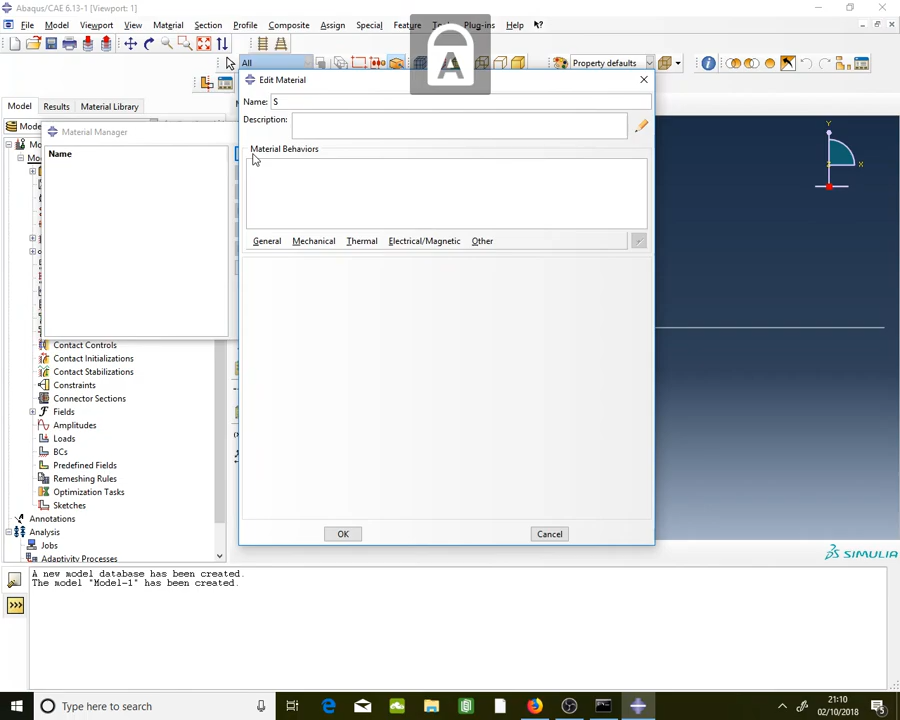 Abaqus/CAE 6.13-1 [Viewport: 1]
File Model Viewport View Material Section Profile Composite Assign Special Feature Plug-ins Help
All
Property defaults
A
Model Results Material Library
Edit Material
Name: S
Description:
Material Manager
Name
Material Behaviors
General Mechanical Thermal Electrical/Magnetic Other
Y
X
Contact Controls
Contact Initializations
Contact Stabilizations
Constraints
Connector Sections
Fields
Amplitudes
Loads
BCs
Predefined Fields
Remeshing Rules
Optimization Tasks
Sketches
Annotations
Analysis
Jobs
Adaptivity Processes
OK Cancel
SIMULIA
A new model database has been created.
The model "Model-1" has been created.
>>>
Type here to search
21:10
02/10/2018
5